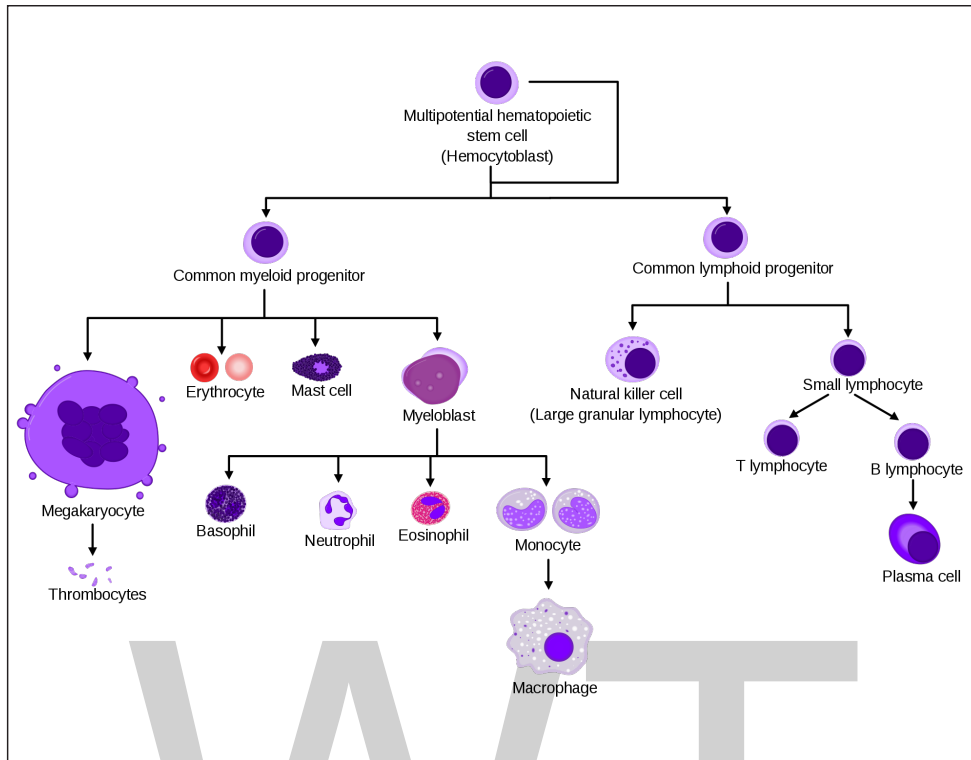 Multipotential hematopoietic
stem cell
(Hemocytoblast)
Common myeloid progenitor
Common lymphoid progenitor
Erythrocyte
Mast cell
Myeloblast
Natural killer cell
(Large granular lymphocyte)
Small lymphocyte
T lymphocyte
B lymphocyte
Megakaryocyte
Basophil
Neutrophil
Eosinophil
Monocyte
Plasma cell
Thrombocytes
Macrophage
WT